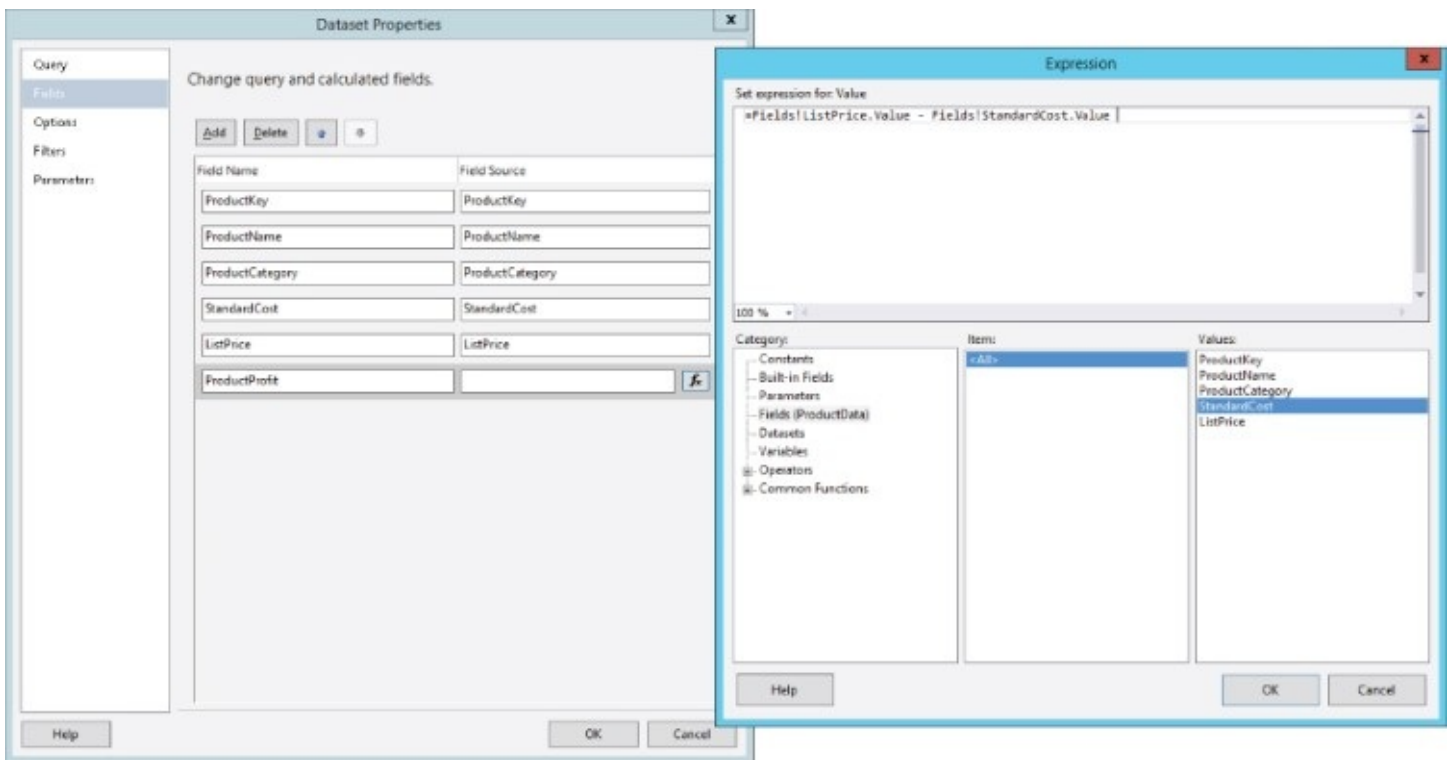 Dataset Properties
x
Query
Fields
Options
Filters
Parameters
Change query and calculated fields.
Add Delete
Field Name Field Source
ProductKey ProductKey
ProductName ProductName
ProductCategory ProductCategory
StandardCost StandardCost
ListPrice ListPrice
ProductProfit fx
Help OK Cancel
Expression
x
Set expression for: Value
=Fields!ListPrice.Value - Fields!StandardCost.Value
100 %
Category: Item: Values:
Constants <All> ProductKey
Built-in Fields ProductName
Parameters ProductCategory
Fields (ProductData) StandardCost
Datasets ListPrice
Variables
Operators
Common Functions
Help OK Cancel